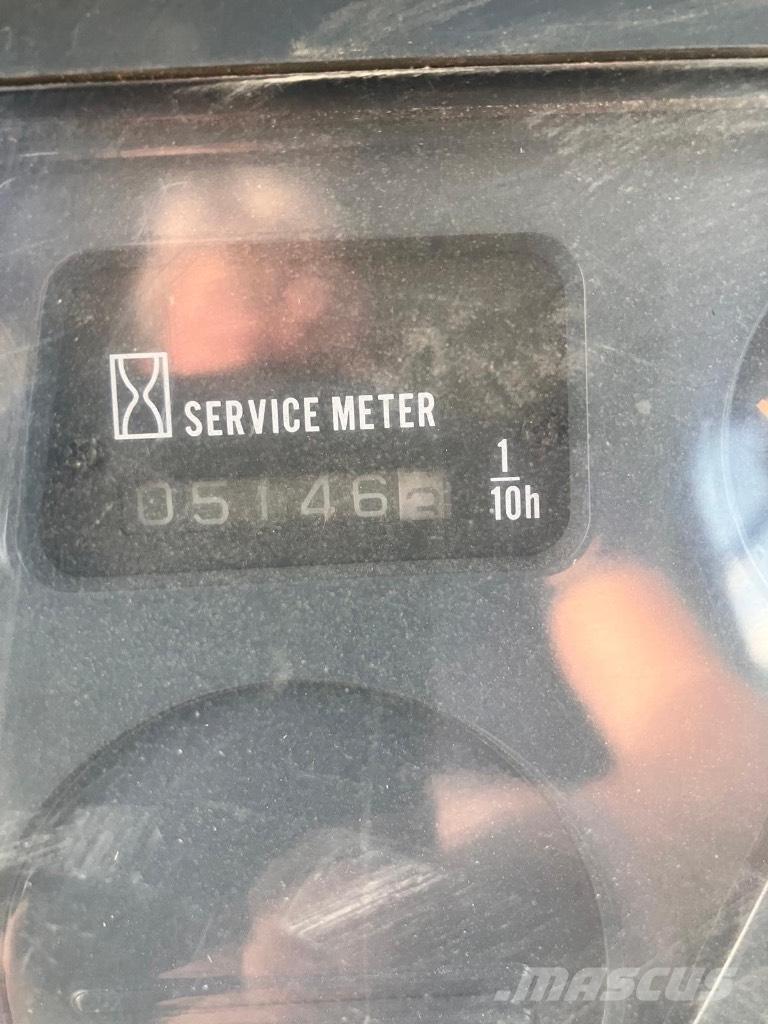 SERVICE METER
05146 1/10h
MASCUS